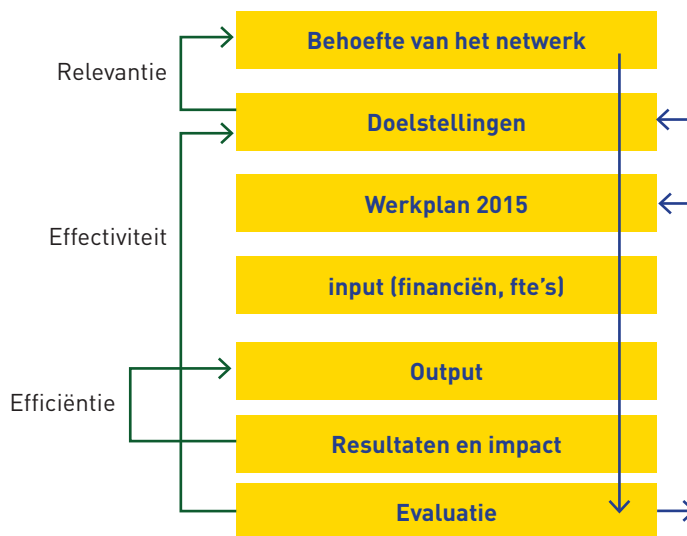 Behoefte van het netwerk
Relevantie
Doelstellingen
Werkplan 2015
Effectiviteit
input (financiën, fte’s)
Output
Efficiëntie
Resultaten en impact
Evaluatie